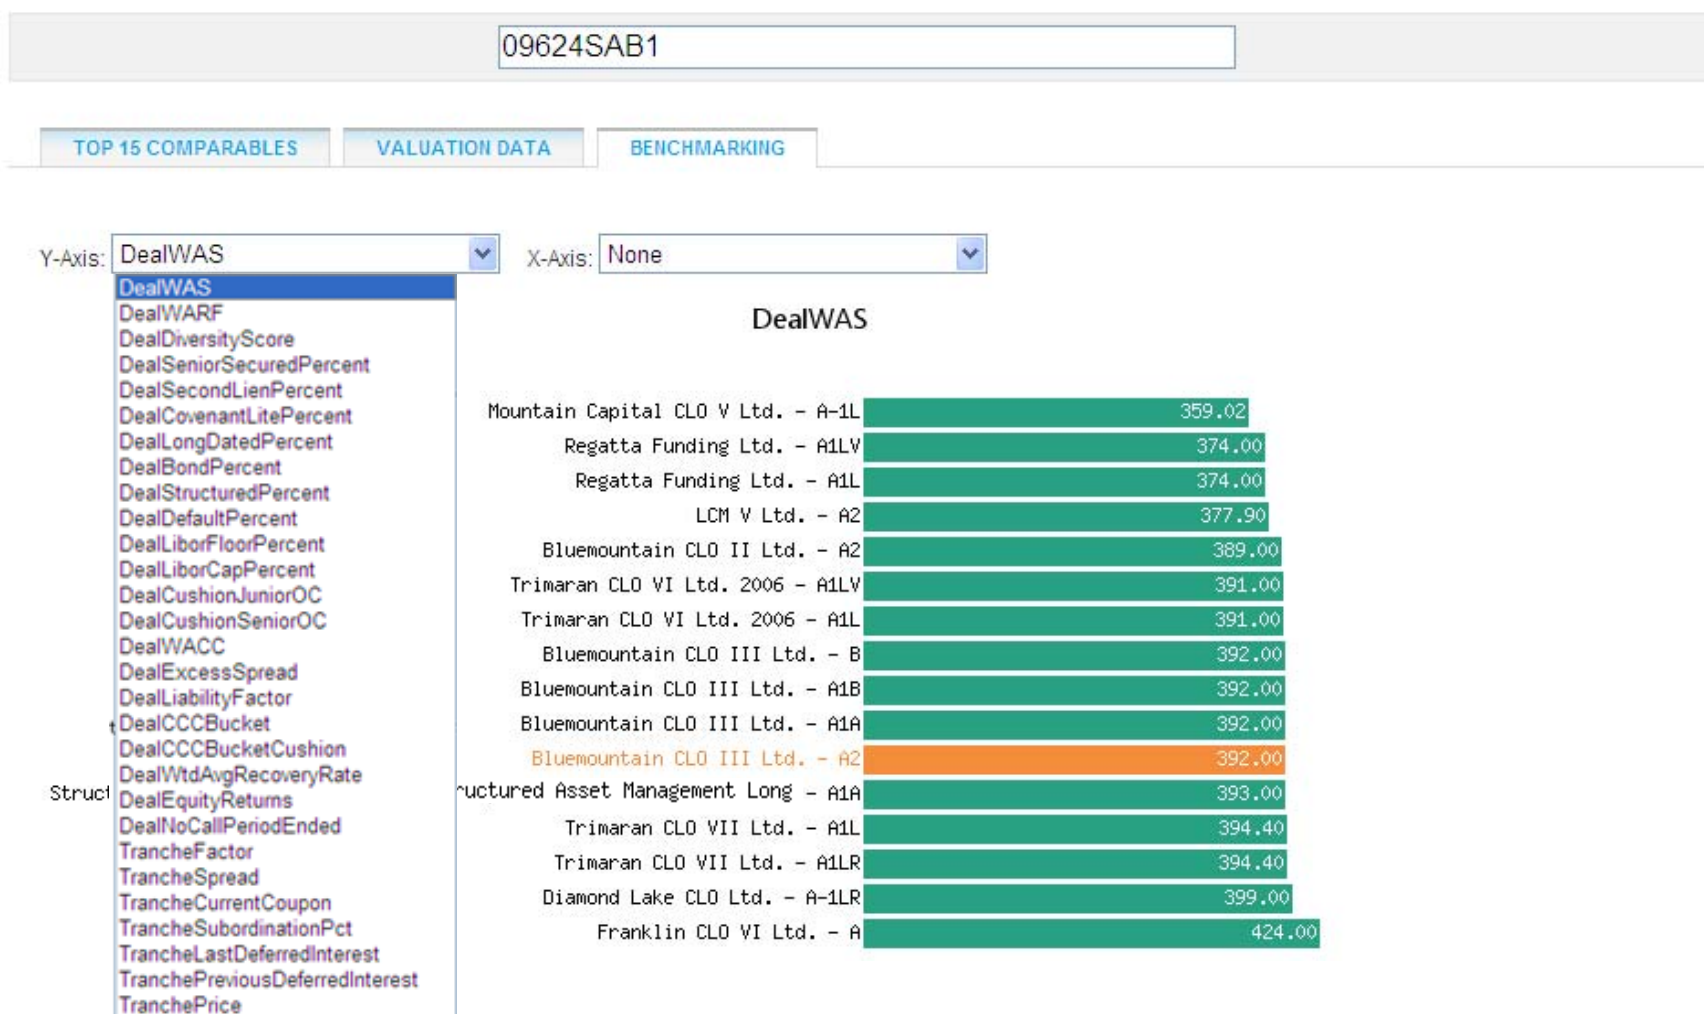 09624SAB1
TOP 15 COMPARABLES VALUATION DATA BENCHMARKING
Y-Axis: DealWAS X-Axis: None
DealWAS
DealWARF
DealDiversityScore
DealSeniorSecuredPercent
DealSecondLienPercent
DealCovenantLitePercent
DealLongDatedPercent
DealBondPercent
DealStructuredPercent
DealDefaultPercent
DealLiborFloorPercent
DealLiborCapPercent
DealCushionJuniorOC
DealCushionSeniorOC
DealWACC
DealExcessSpread
DealLiabilityFactor
DealCCCBucket
DealCCCBucketCushion
DealWtdAvgRecoveryRate
DealEquityReturns
DealNoCallPeriodEnded
TrancheFactor
TrancheSpread
TrancheCurrentCoupon
TrancheSubordinationPct
TrancheLastDeferredInterest
TranchePreviousDeferredInterest
TranchePrice
DealWAS
Mountain Capital CLO V Ltd. - A-1L 359.02
Regatta Funding Ltd. - A1LV 374.00
Regatta Funding Ltd. - A1L 374.00
LCM V Ltd. - A2 377.90
Bluemountain CLO II Ltd. - A2 389.00
Trimaran CLO VI Ltd. 2006 - A1LV 391.00
Trimaran CLO VI Ltd. 2006 - A1L 391.00
Bluemountain CLO III Ltd. - B 392.00
Bluemountain CLO III Ltd. - A1B 392.00
Bluemountain CLO III Ltd. - A1A 392.00
Bluemountain CLO III Ltd. - A2 392.00
Struct ructured Asset Management Long - A1A 393.00
Trimaran CLO VII Ltd. - A1L 394.40
Trimaran CLO VII Ltd. - A1LR 394.40
Diamond Lake CLO Ltd. - A-1LR 399.00
Franklin CLO VI Ltd. - A 424.00